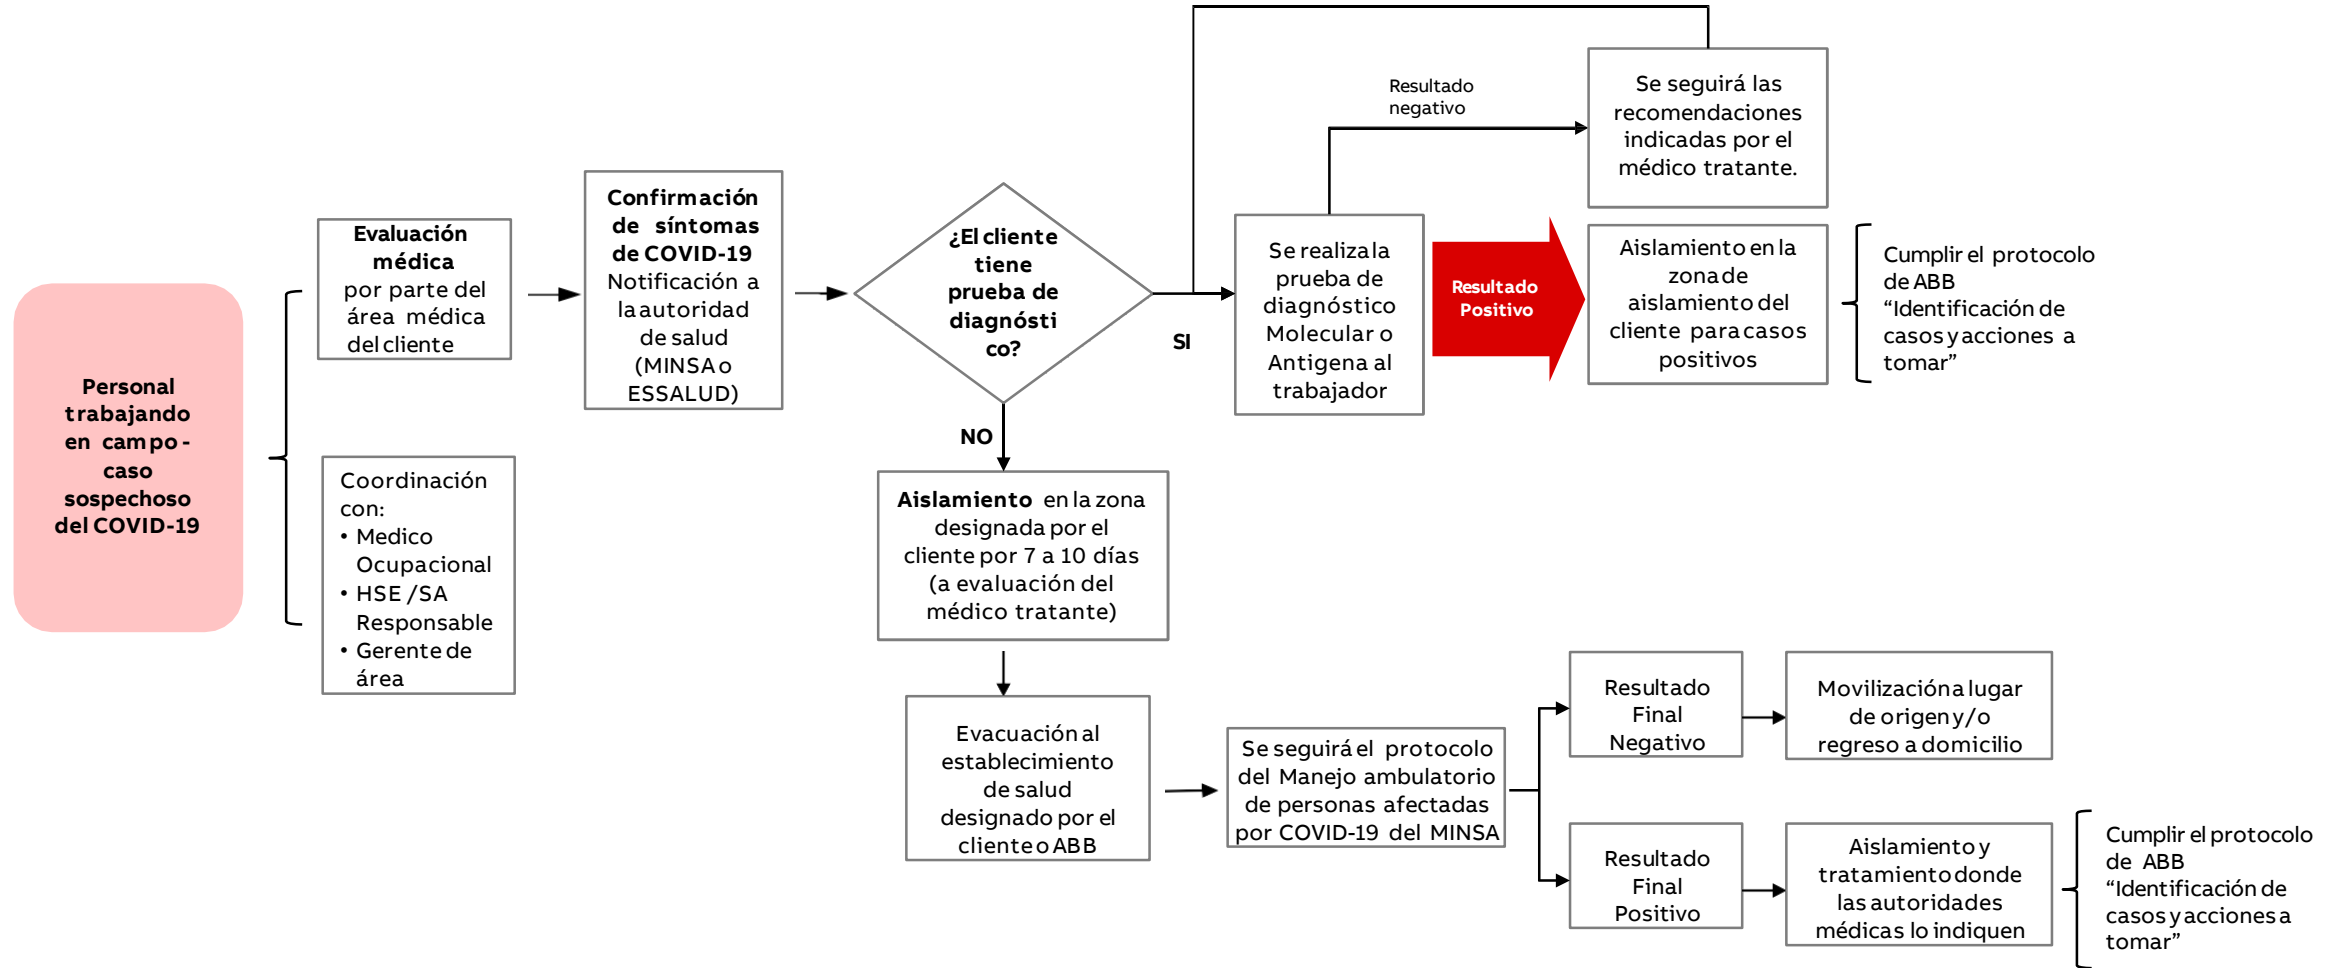 Personal
trabajando
en campo -
caso
sospechoso
del COVID-19
Evaluación
médica
por parte del
área médica
del cliente
Coordinación
con:
• Medico
Ocupacional
• HSE /SA
Responsable
• Gerente de
área
Confirmación
de síntomas
de COVID-19
Notificación a
la autoridad
de salud
(MINSA o
ESSALUD)
¿El cliente
tiene
prueba de
diagnósti
co?
SI
NO
Se realiza la
prueba de
diagnóstico
Molecular o
Antigena al
trabajador
Resultado
negativo
Se seguirá las
recomendaciones
indicadas por el
médico tratante.
Resultado
Positivo
Aislamiento en la
zona de
aislamiento del
cliente para casos
positivos
Cumplir el protocolo
de ABB
“Identificación de
casos y acciones a
tomar”
Aislamiento en la zona
designada por el
cliente por 7 a 10 días
(a evaluación del
médico tratante)
Evacuación al
establecimiento
de salud
designado por el
cliente o ABB
Se seguirá el protocolo
del Manejo ambulatorio
de personas afectadas
por COVID-19 del MINSA
Resultado
Final
Negativo
Movilización a lugar
de origen y/o
regreso a domicilio
Resultado
Final
Positivo
Aislamiento y
tratamiento donde
las autoridades
médicas lo indiquen
Cumplir el protocolo
de ABB
“Identificación de
casos y acciones a
tomar”